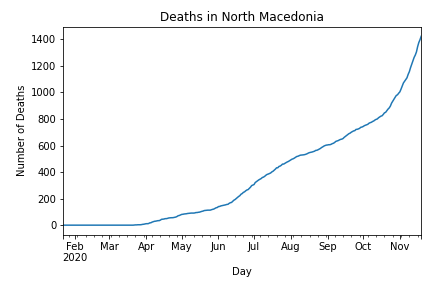 Deaths in North Macedonia
Number of Deaths
1400
1200
1000
800
600
400
200
0
Feb Mar Apr May Jun Jul Aug Sep Oct Nov
2020
Day